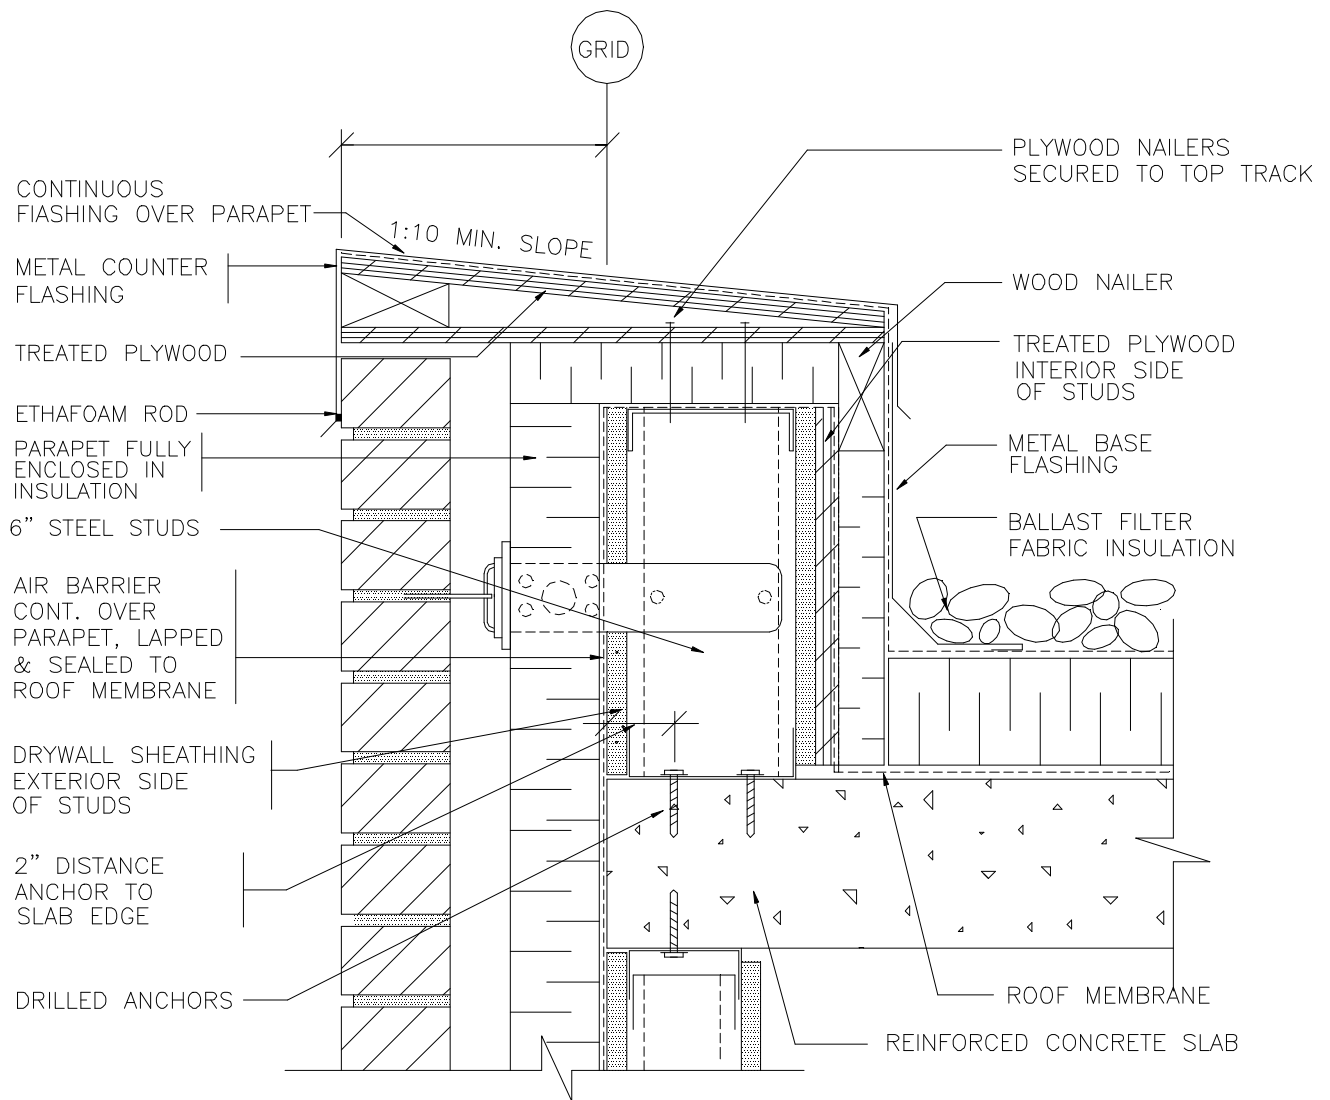 GRID
CONTINUOUS
FlASHING OVER PARAPET
1:10 MIN. SLOPE
METAL COUNTER
FLASHING
TREATED PLYWOOD
ETHAFOAM ROD
PARAPET FULLY
ENCLOSED IN
INSULATION
6” STEEL STUDS
AIR BARRIER
CONT. OVER
PARAPET, LAPPED
& SEALED TO
ROOF MEMBRANE
DRYWALL SHEATHING
EXTERIOR SIDE
OF STUDS
2” DISTANCE
ANCHOR TO
SLAB EDGE
DRILLED ANCHORS
PLYWOOD NAILERS
SECURED TO TOP TRACK
WOOD NAILER
TREATED PLYWOOD
INTERIOR SIDE
OF STUDS
METAL BASE
FLASHING
BALLAST FILTER
FABRIC INSULATION
ROOF MEMBRANE
REINFORCED CONCRETE SLAB